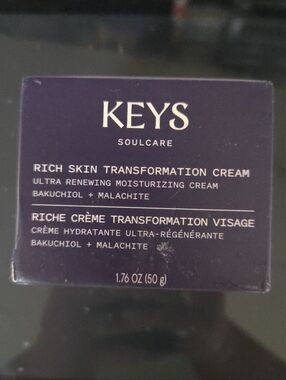 KEYS
SOULCARE
RICH SKIN TRANSFORMATION CREAM
ULTRA RENEWING MOISTURIZING CREAM
BAKUCHIOL + MALACHITE
RICHE CRÈME TRANSFORMATION VISAGE
CRÈME HYDRATANTE ULTRA-RÉGÉNÉRANTE
BAKUCHIOL + MALACHITE
1.76 OZ (50 g)